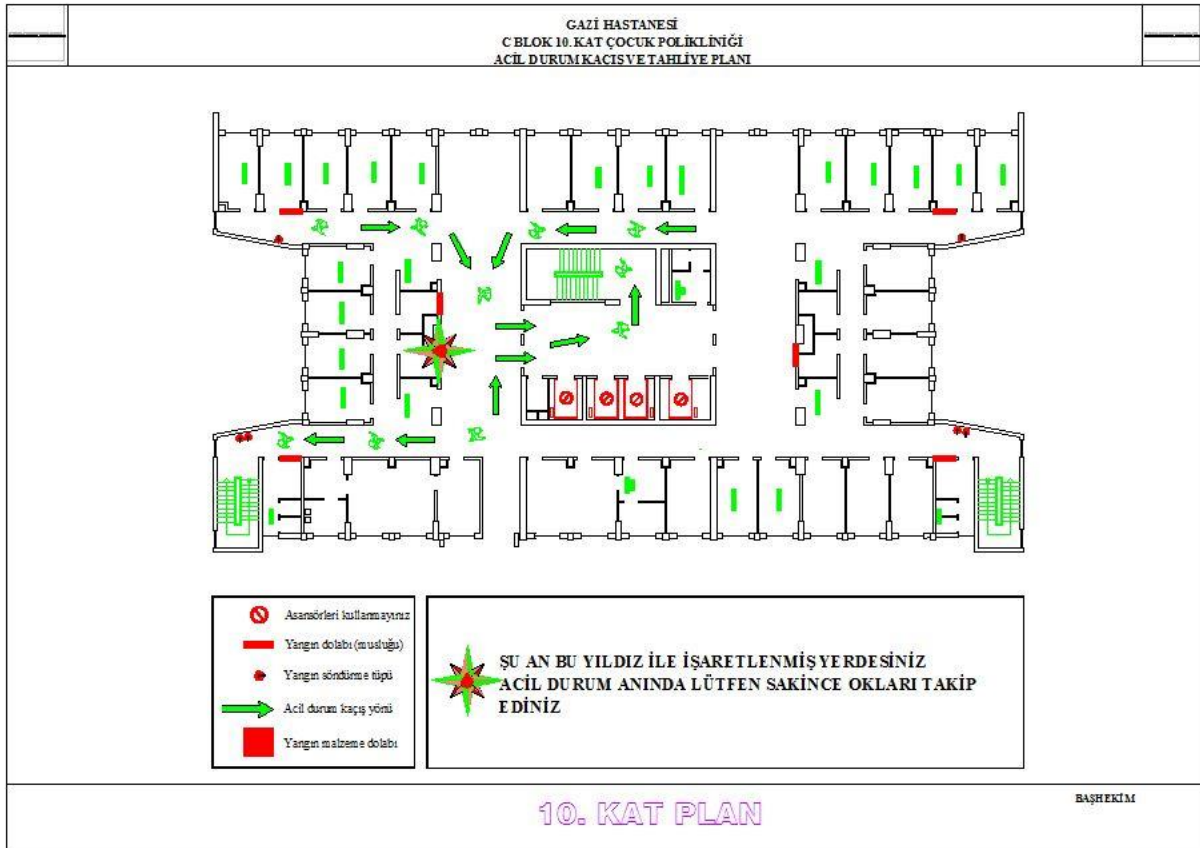 GAZİ HASTANESİ
C BLOK 10. KAT ÇOCUK POLİKLİNİĞİ
ACİL DURUM KAÇIS VE TAHLİYE PLANI
Asansörleri kullanmayınız
Yangın dolabı (musluğu)
Yangın söndürme tüpü
Acil durum kaçış yönü
Yangın malzeme dolabı
ŞU AN BU YILDIZ İLE İŞARETLENMİŞ YERDESİNİZ
ACİL DURUM ANINDA LÜTFEN SAKİNCE OKLARI TAKİP
EDİNİZ
10. KAT PLAN
BAŞHEKİM